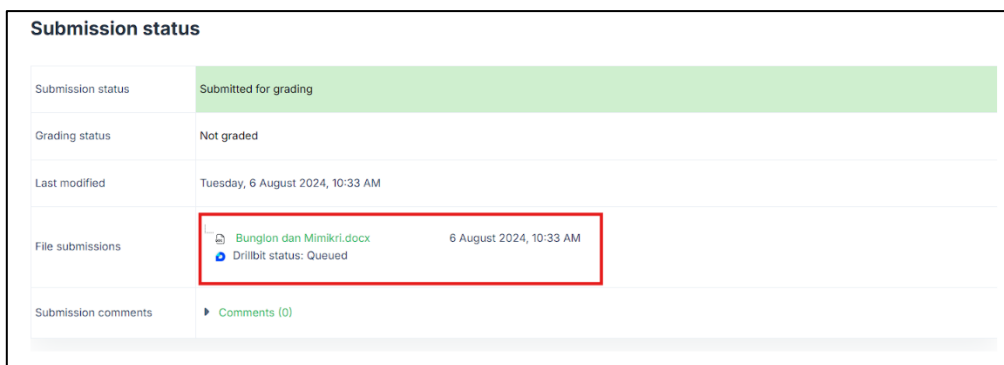 Submission status
Submission status Submitted for grading
Grading status Not graded
Last modified Tuesday, 6 August 2024, 10:33 AM
File submissions
Bunglon dan Mimikri.docx 6 August 2024, 10:33 AM
Drillbit status: Queued
Submission comments Comments (0)